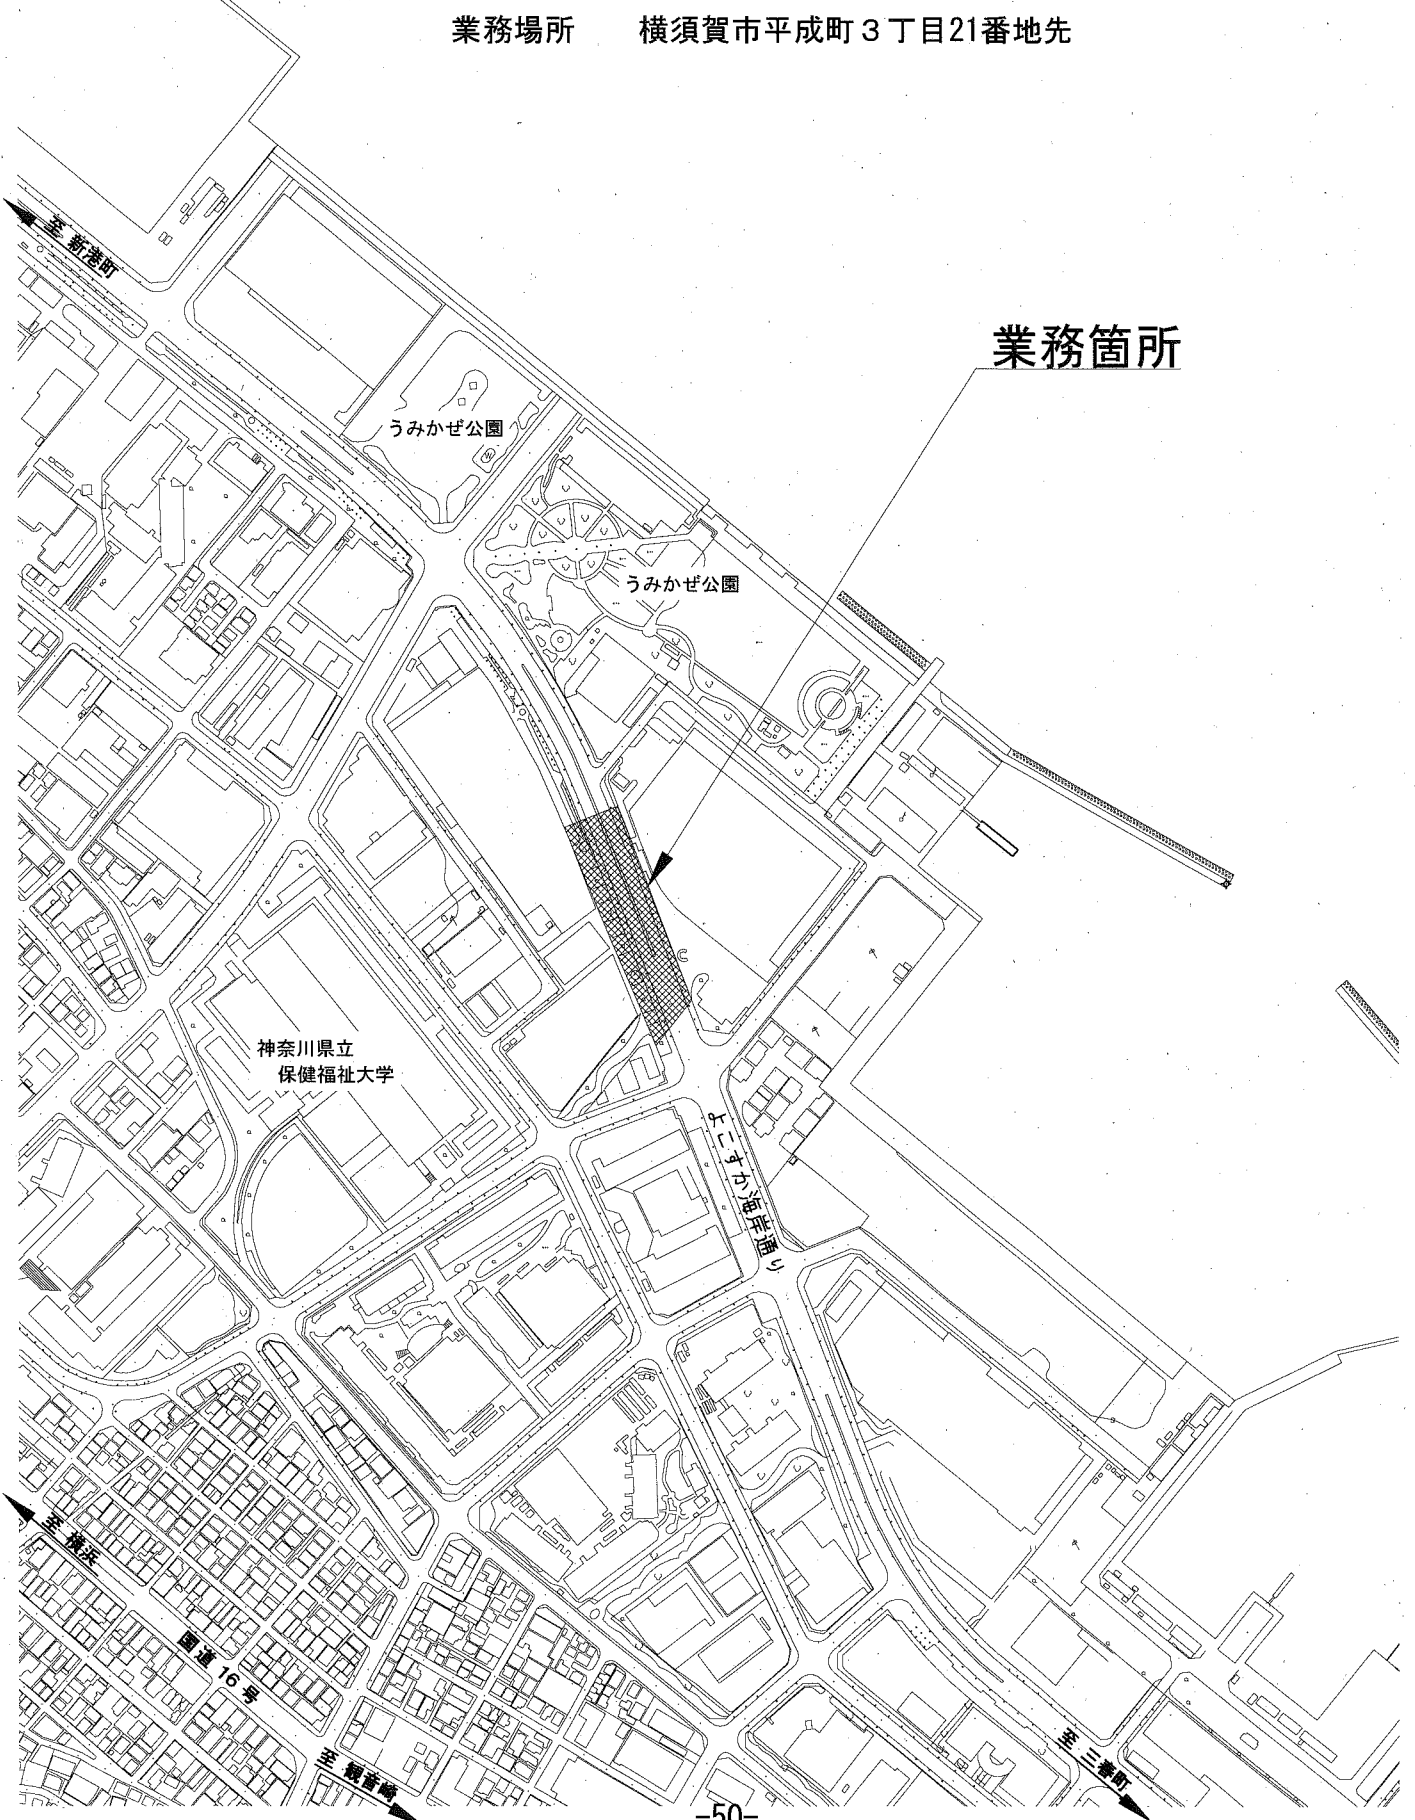 業務場所　横須賀市平成町３丁目21番地先
至 新港町
業務箇所
うみかぜ公園
うみかぜ公園
神奈川県立
保健福祉大学
よこすか海岸通り
至 横浜
国道 16号
至 観音崎
至 三春町
-50-